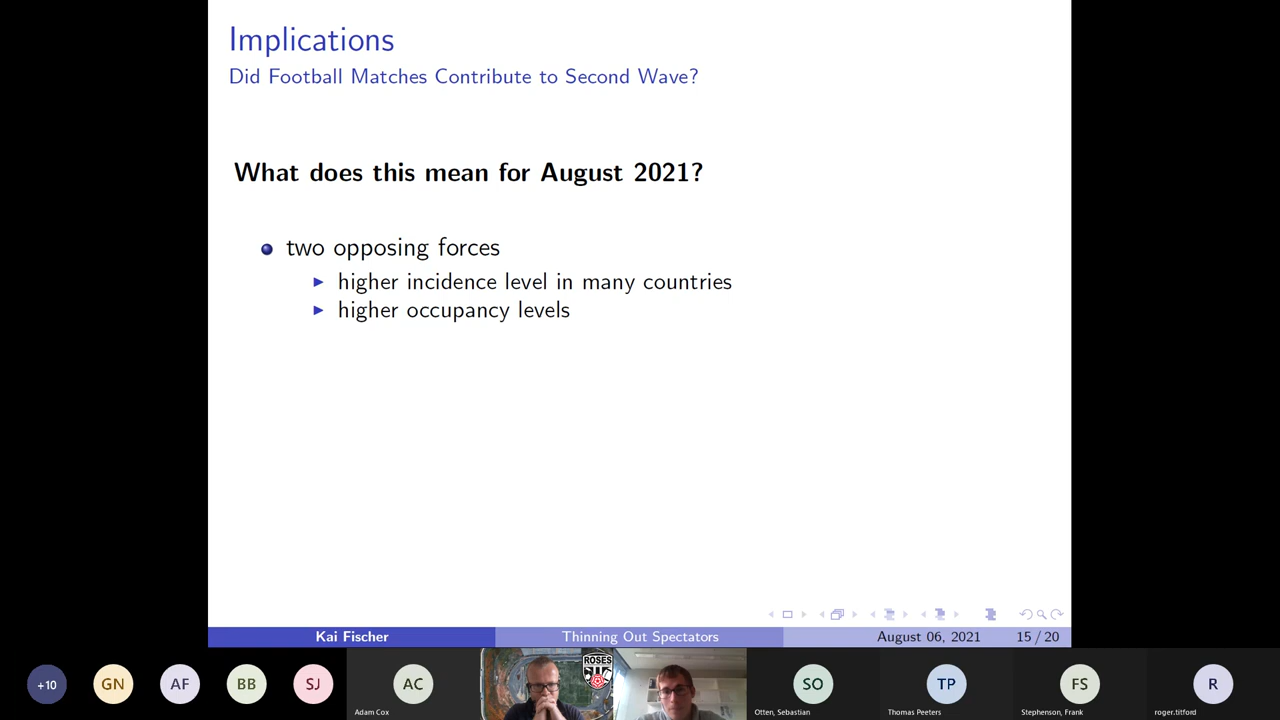 Implications
Did Football Matches Contribute to Second Wave?
What does this mean for August 2021?
two opposing forces
higher incidence level in many countries
higher occupancy levels
Kai Fischer
Thinning Out Spectators
August 06, 2021
15 / 20
ROSES
+10
GN
AF
BB
SJ
AC
SO
TP
FS
R
Adam Cox
Otten, Sebastian
Thomas Peeters
Stephenson, Frank
roger.titford